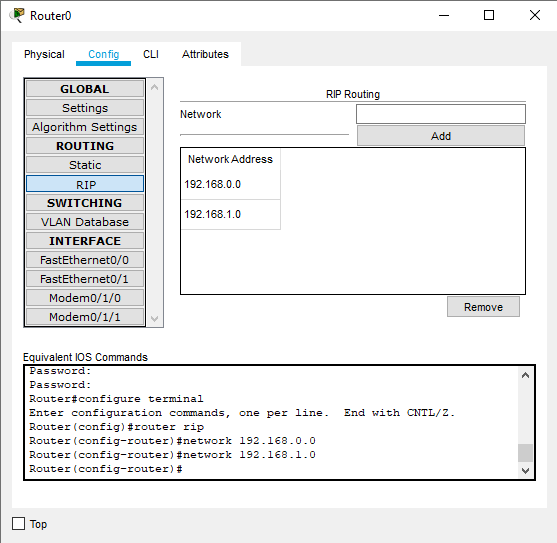 Router0
Physical Config CLI Attributes
GLOBAL
Settings
Algorithm Settings
ROUTING
Static
RIP
SWITCHING
VLAN Database
INTERFACE
FastEthernet0/0
FastEthernet0/1
Modem0/1/0
Modem0/1/1
RIP Routing
Network
Add
Network Address
192.168.0.0
192.168.1.0
Remove
Equivalent IOS Commands
Password:
Password:
Router#configure terminal
Enter configuration commands, one per line.  End with CNTL/Z.
Router(config)#router rip
Router(config-router)#network 192.168.0.0
Router(config-router)#network 192.168.1.0
Router(config-router)#
Top